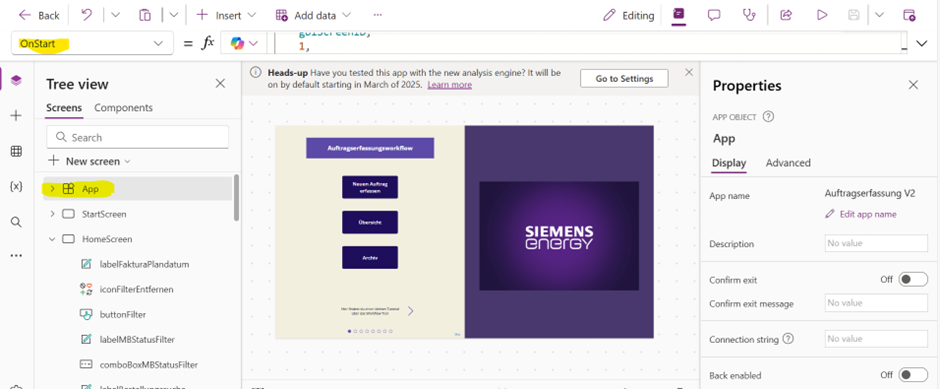 Back
Insert
Add data
Editing
OnStart
=
fx
gblScreenID,
1,
Tree view
Screens
Components
Search
New screen
App
StartScreen
HomeScreen
labelFakturaPlandatum
iconFilterEntfernen
buttonFilter
labelMBStatusFilter
comboBoxMBStatusFilter
Heads-up Have you tested this app with the new analysis engine? It will be
on by default starting in March of 2025. Learn more
Go to Settings
Auftragserfassungsworkflow
Neuen Auftrag
erfassen
Übersicht
Archiv
SIEMENS
energy
Properties
APP OBJECT
App
Display
Advanced
App name
Auftragserfassung V2
Edit app name
Description
No value
Confirm exit
Off
Confirm exit message
No value
Connection string
No value
Back enabled
Off